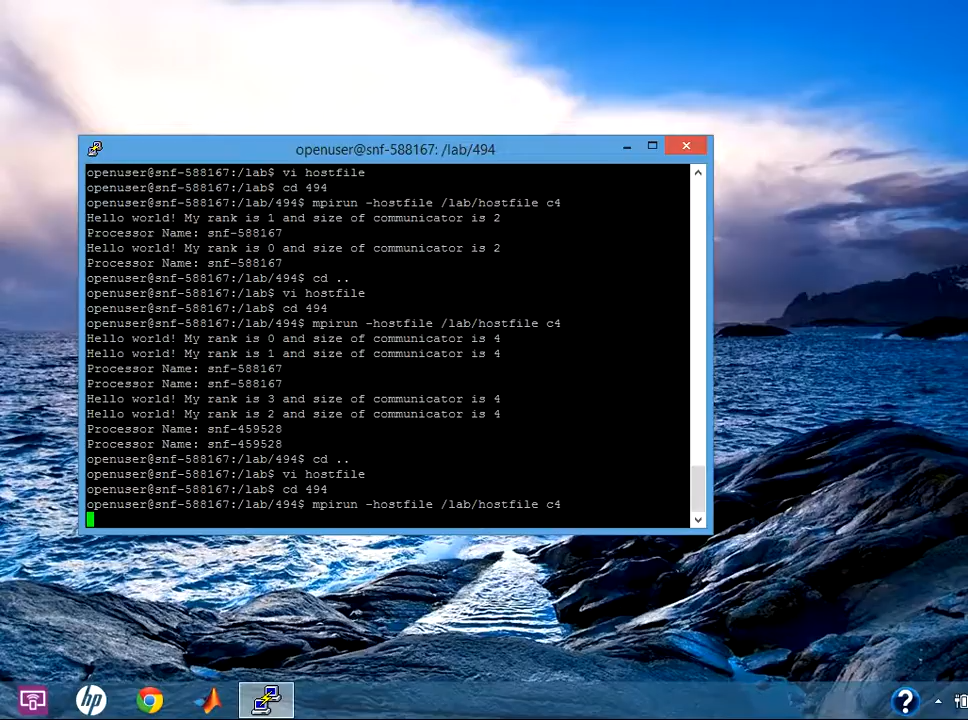 openuser@snf-588167: /lab/494
openuser@snf-588167:/lab$ vi hostfile
openuser@snf-588167:/lab$ cd 494
openuser@snf-588167:/lab/494$ mpirun -hostfile /lab/hostfile c4
Hello world! My rank is 1 and size of communicator is 2
Processor Name: snf-588167
Hello world! My rank is 0 and size of communicator is 2
Processor Name: snf-588167
openuser@snf-588167:/lab/494$ cd ..
openuser@snf-588167:/lab$ vi hostfile
openuser@snf-588167:/lab$ cd 494
openuser@snf-588167:/lab/494$ mpirun -hostfile /lab/hostfile c4
Hello world! My rank is 0 and size of communicator is 4
Hello world! My rank is 1 and size of communicator is 4
Processor Name: snf-588167
Processor Name: snf-588167
Hello world! My rank is 3 and size of communicator is 4
Hello world! My rank is 2 and size of communicator is 4
Processor Name: snf-459528
Processor Name: snf-459528
openuser@snf-588167:/lab/494$ cd ..
openuser@snf-588167:/lab$ vi hostfile
openuser@snf-588167:/lab$ cd 494
openuser@snf-588167:/lab/494$ mpirun -hostfile /lab/hostfile c4
hp
?